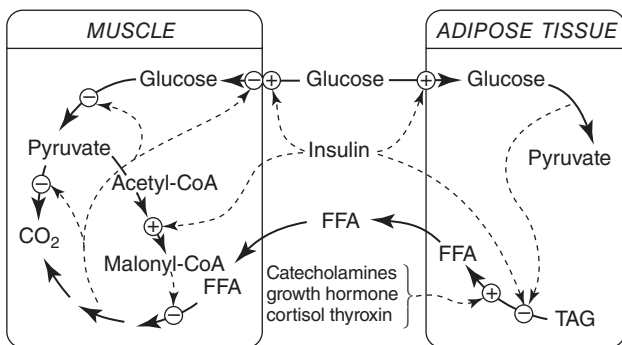 MUSCLE
ADIPOSE TISSUE
Glucose
−
+
Glucose
+
Glucose
−
Pyruvate
Insulin
Pyruvate
Acetyl-CoA
−
+
FFA
CO₂
FFA
Malonyl-CoA
FFA
Catecholamines
growth hormone
cortisol thyroxin
+
−
−
TAG